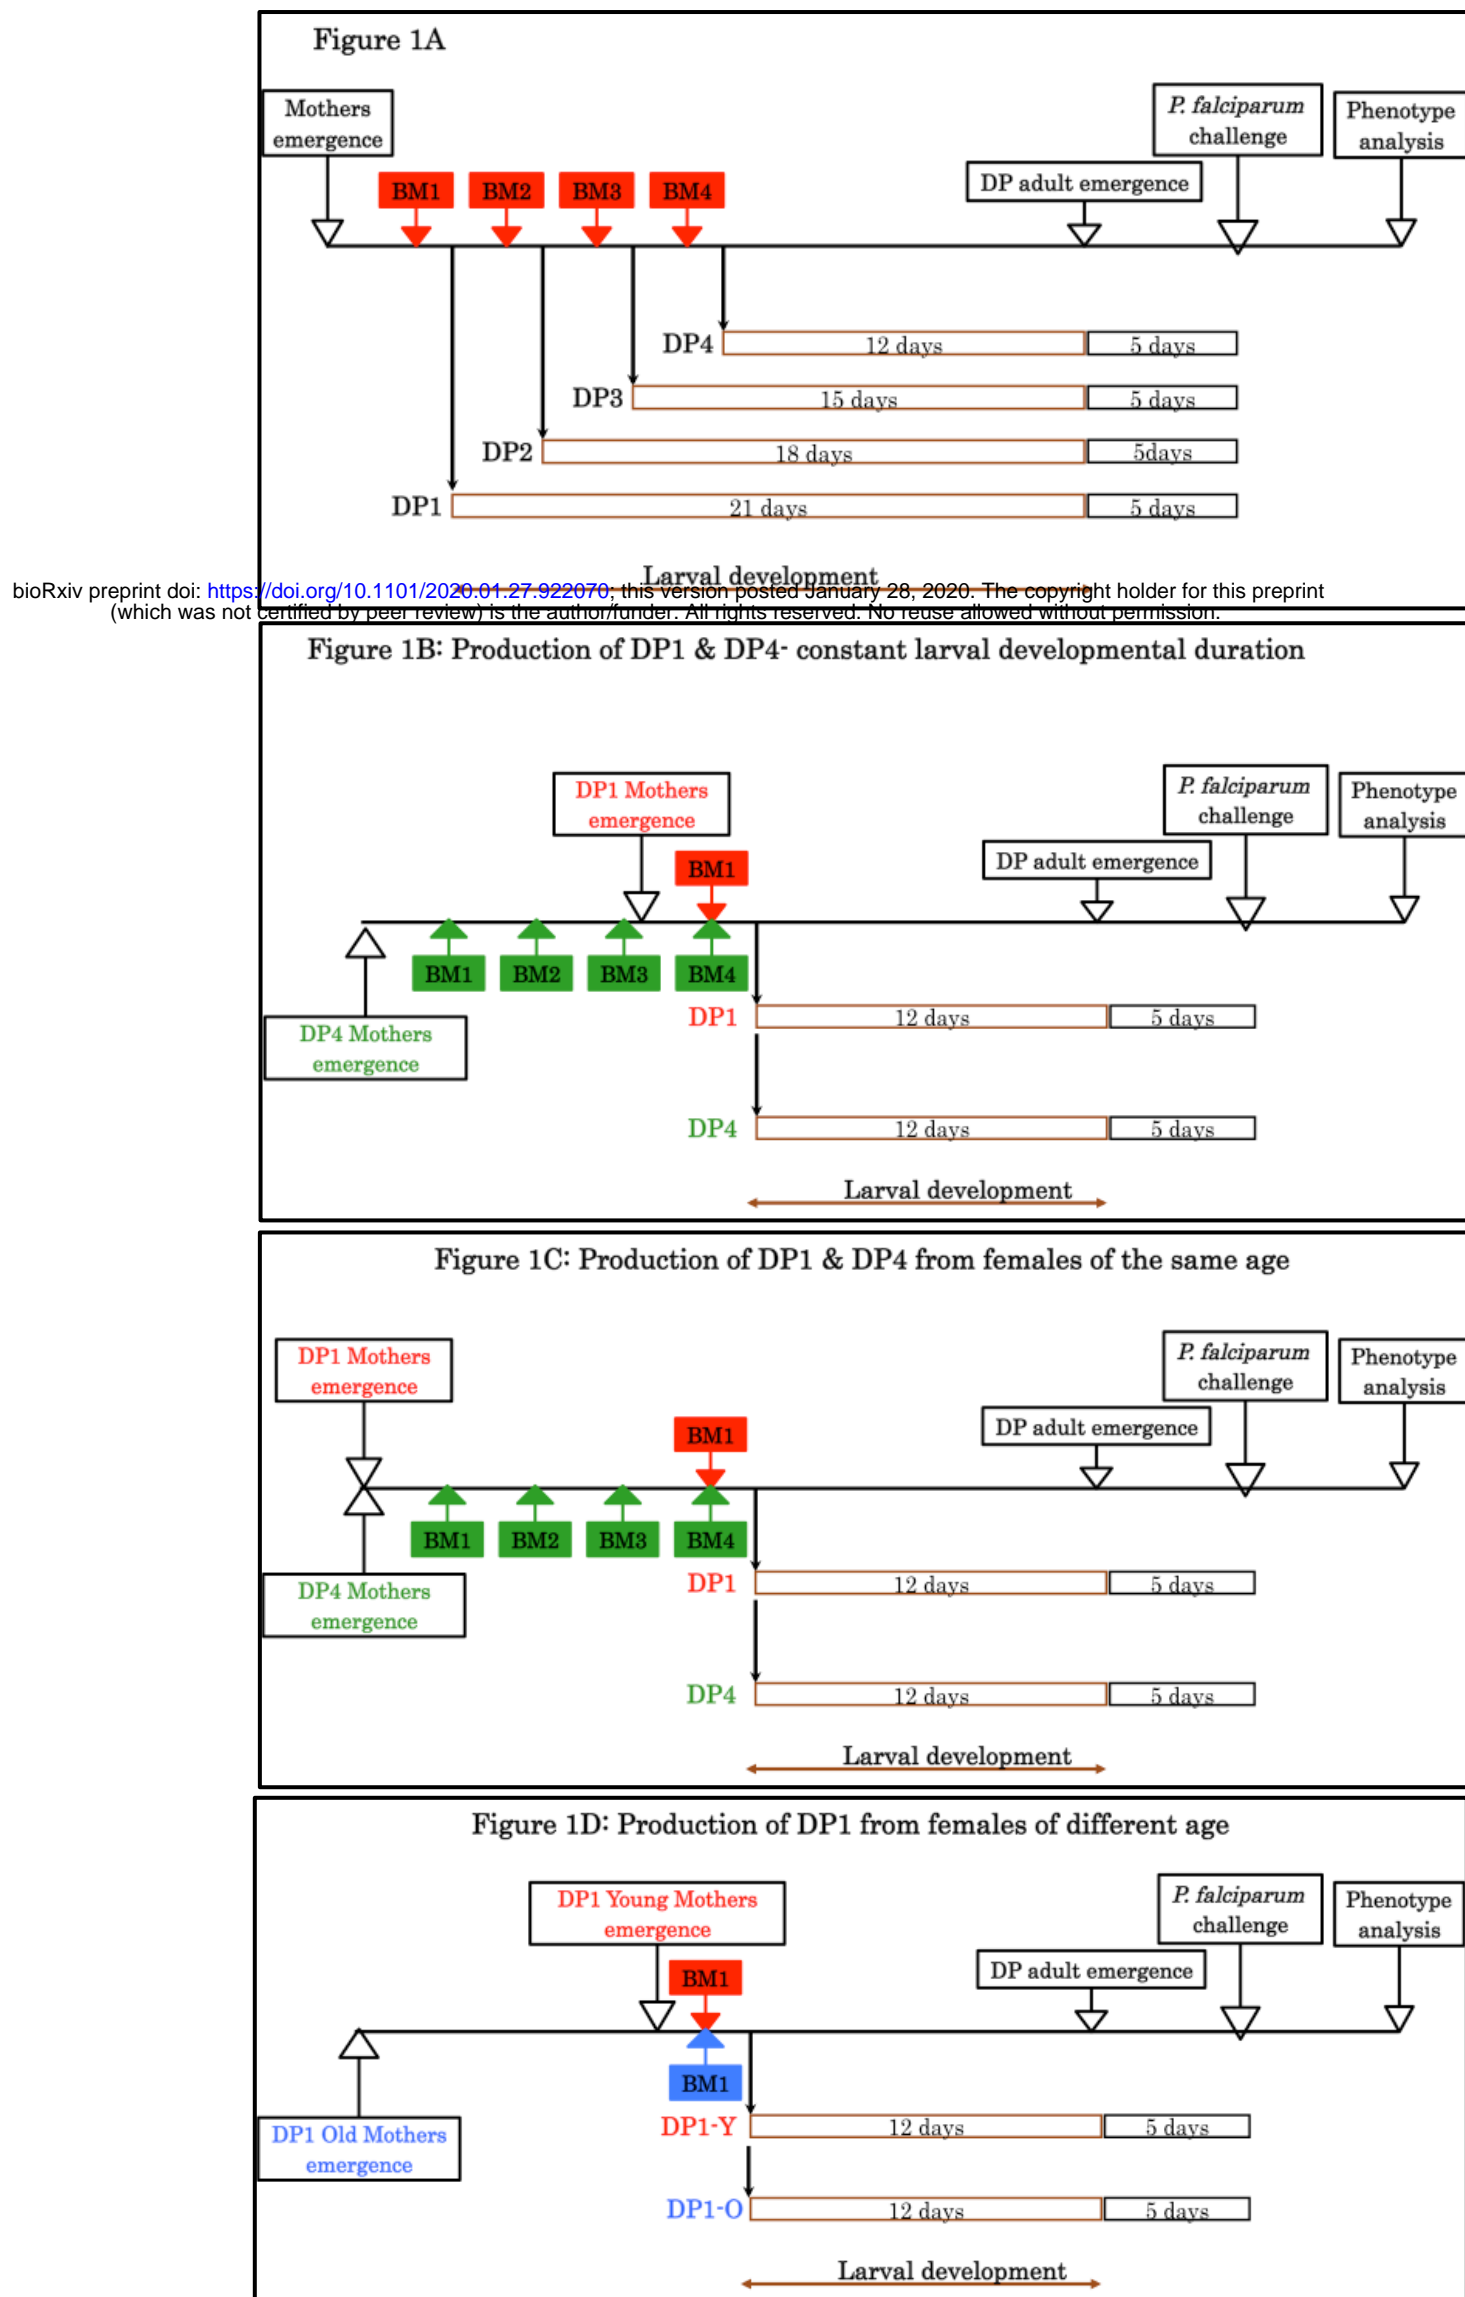 Figure 1A
Mothers
emergence
P. falciparum
challenge
Phenotype
analysis
DP adult emergence
BM1
BM2
BM3
BM4
DP4
12 days
5 days
DP3
15 days
5 days
DP2
18 days
5days
DP1
21 days
5 days
Larval development
bioRxiv preprint doi: https://doi.org/10.1101/2020.01.27.922070; this version posted January 28, 2020. The copyright holder for this preprint
(which was not certified by peer review) is the author/funder. All rights reserved. No reuse allowed without permission.
Figure 1B: Production of DP1 & DP4- constant larval developmental duration
DP1 Mothers
emergence
P. falciparum
challenge
Phenotype
analysis
DP adult emergence
BM1
BM1
BM2
BM3
BM4
DP4 Mothers
emergence
DP1
12 days
5 days
DP4
12 days
5 days
Larval development
Figure 1C: Production of DP1 & DP4 from females of the same age
DP1 Mothers
emergence
P. falciparum
challenge
Phenotype
analysis
DP adult emergence
BM1
BM1
BM2
BM3
BM4
DP4 Mothers
emergence
DP1
12 days
5 days
DP4
12 days
5 days
Larval development
Figure 1D: Production of DP1 from females of different age
DP1 Young Mothers
emergence
P. falciparum
challenge
Phenotype
analysis
DP adult emergence
BM1
BM1
DP1 Old Mothers
emergence
DP1-Y
12 days
5 days
DP1-O
12 days
5 days
Larval development